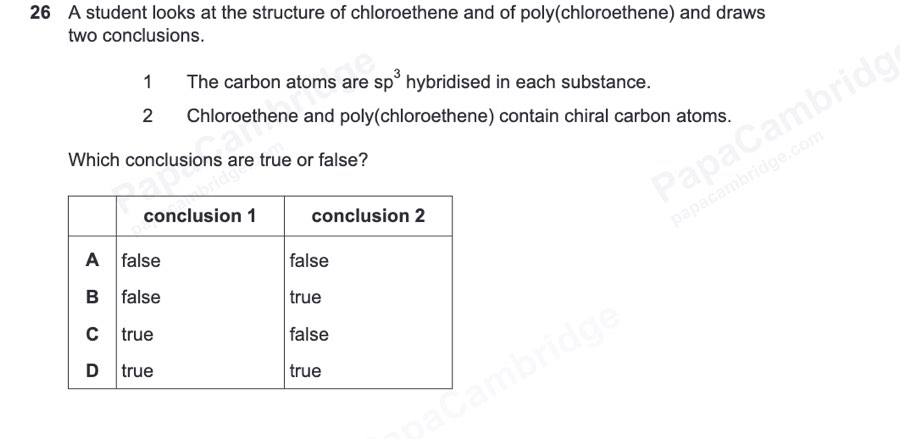 26 A student looks at the structure of chloroethene and of poly(chloroethene) and draws
two conclusions.
1 The carbon atoms are sp³ hybridised in each substance.
2 Chloroethene and poly(chloroethene) contain chiral carbon atoms.
Which conclusions are true or false?
conclusion 1 conclusion 2
A false false
B false true
C true false
D true true
PapaCambridge
papacambridge.com
PapaCambridge
papacambridge.com
PapaCambridge